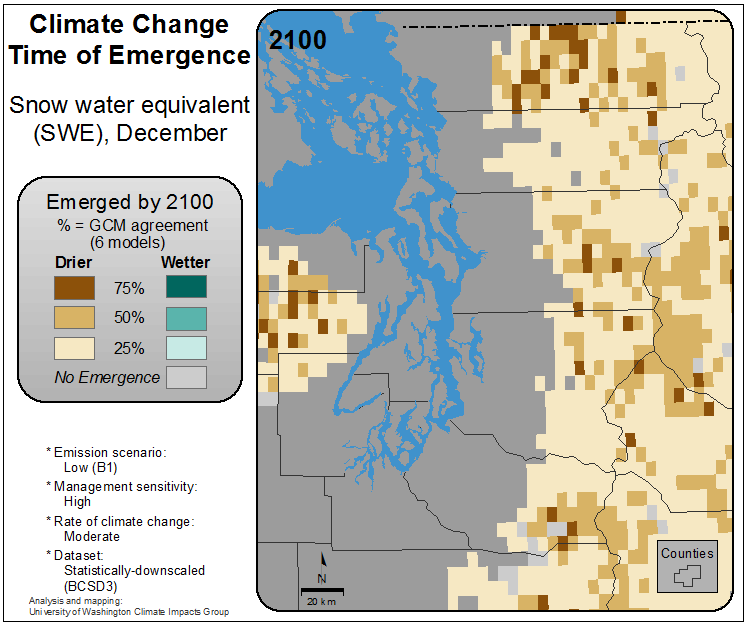 Climate Change
Time of Emergence
Snow water equivalent
(SWE), December
Emerged by 2100
% = GCM agreement
(6 models)
Drier
Wetter
75%
50%
25%
No Emergence
* Emission scenario:
Low (B1)
* Management sensitivity:
High
* Rate of climate change:
Moderate
* Dataset:
Statistically-downscaled
(BCSD3)
Analysis and mapping:
University of Washington Climate Impacts Group
2100
N
20 km
Counties